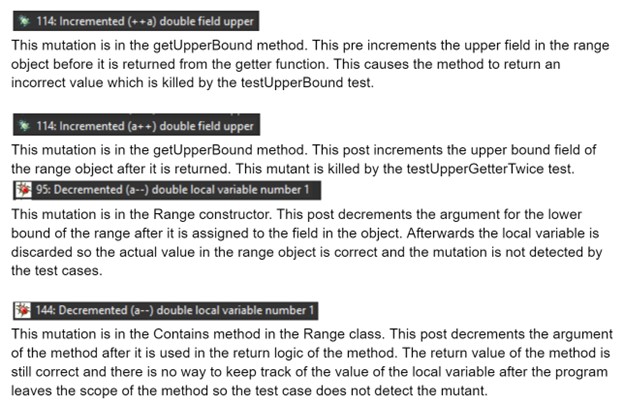 114: Incremented (++a) double field upper
This mutation is in the getUpperBound method. This pre increments the upper field in the range
object before it is returned from the getter function. This causes the method to return an
incorrect value which is killed by the testUpperBound test.
114: Incremented (a++) double field upper
This mutation is in the getUpperBound method. This post increments the upper bound field of
the range object after it is returned. This mutant is killed by the testUpperGetterTwice test.
95: Decremented (a--) double local variable number 1
This mutation is in the Range constructor. This post decrements the argument for the lower
bound of the range after it is assigned to the field in the object. Afterwards the local variable is
discarded so the actual value in the range object is correct and the mutation is not detected by
the test cases.
144: Decremented (a--) double local variable number 1
This mutation is in the Contains method in the Range class. This post decrements the argument
of the method after it is used in the return logic of the method. The return value of the method is
still correct and there is no way to keep track of the value of the local variable after the program
leaves the scope of the method so the test case does not detect the mutant.